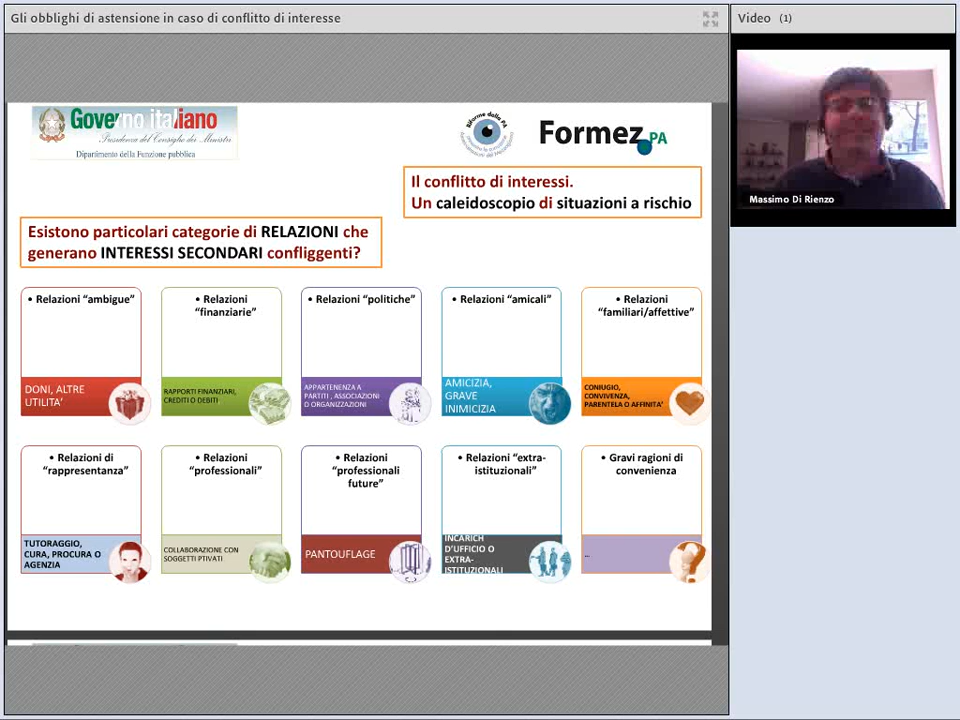 Gli obblighi di astensione in caso di conflitto di interesse
Video (1)
Massimo Di Rienzo
Governo italiano
Presidenza del Consiglio dei Ministri
Dipartimento della Funzione pubblica
Riforme della PA
Formez PA
Il conflitto di interessi.
Un caleidoscopio di situazioni a rischio
Esistono particolari categorie di RELAZIONI che
generano INTERESSI SECONDARI confliggenti?
• Relazioni “ambigue”
DONI, ALTRE
UTILITA’
• Relazioni
“finanziarie”
RAPPORTI FINANZIARI,
CREDITI O DEBITI
• Relazioni “politiche”
APPARTENENZA A
PARTITI , ASSOCIAZIONI
O ORGANIZZAZIONI
• Relazioni “amicali”
AMICIZIA,
GRAVE
INIMICIZIA
• Relazioni
“familiari/affettive”
CONIUGIO,
CONVIVENZA,
PARENTELA O AFFINITA’
• Relazioni di
“rappresentanza”
TUTORAGGIO,
CURA, PROCURA O
AGENZIA
• Relazioni
“professionali”
COLLABORAZIONE CON
SOGGETTI PTIVATI
• Relazioni
“professionali
future”
PANTOUFLAGE
• Relazioni “extra-
istituzionali”
INCARICH
D’UFFICIO O
EXTRA-
ISTITUZIONALI
• Gravi ragioni di
convenienza
...